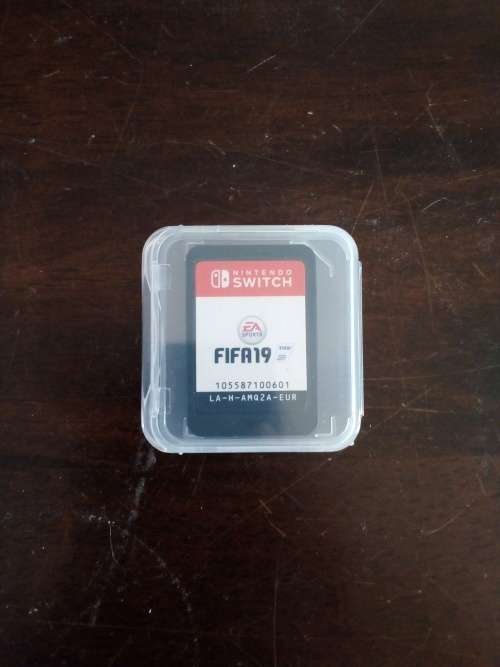 NINTENDO
SWITCH
EA
SPORTS
FIFA19
105587100601
LA-H-AMQ2A-EUR